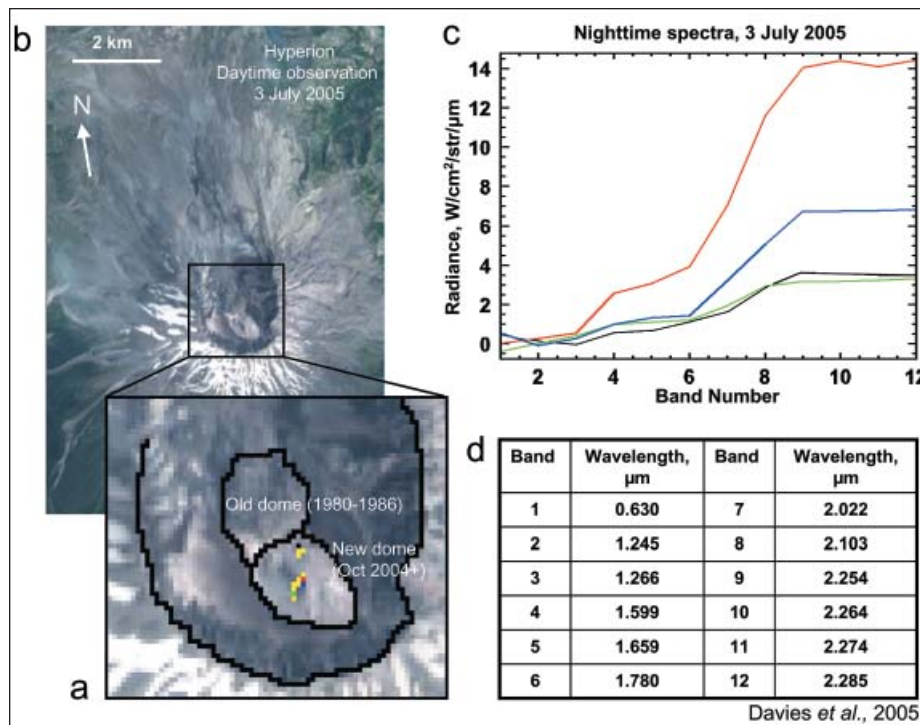 b
2 km
Hyperion
Daytime observation
3 July 2005
N
Old dome (1980-1986)
New dome
(Oct 2004+)
a
c
Nighttime spectra, 3 July 2005
Radiance, W/cm²/str/µm
14
12
10
8
6
4
2
0
2 4 6 8 10 12
Band Number
d
Band Wavelength, µm Band Wavelength, µm
1 0.630 7 2.022
2 1.245 8 2.103
3 1.266 9 2.254
4 1.599 10 2.264
5 1.659 11 2.274
6 1.780 12 2.285
Davies et al., 2005